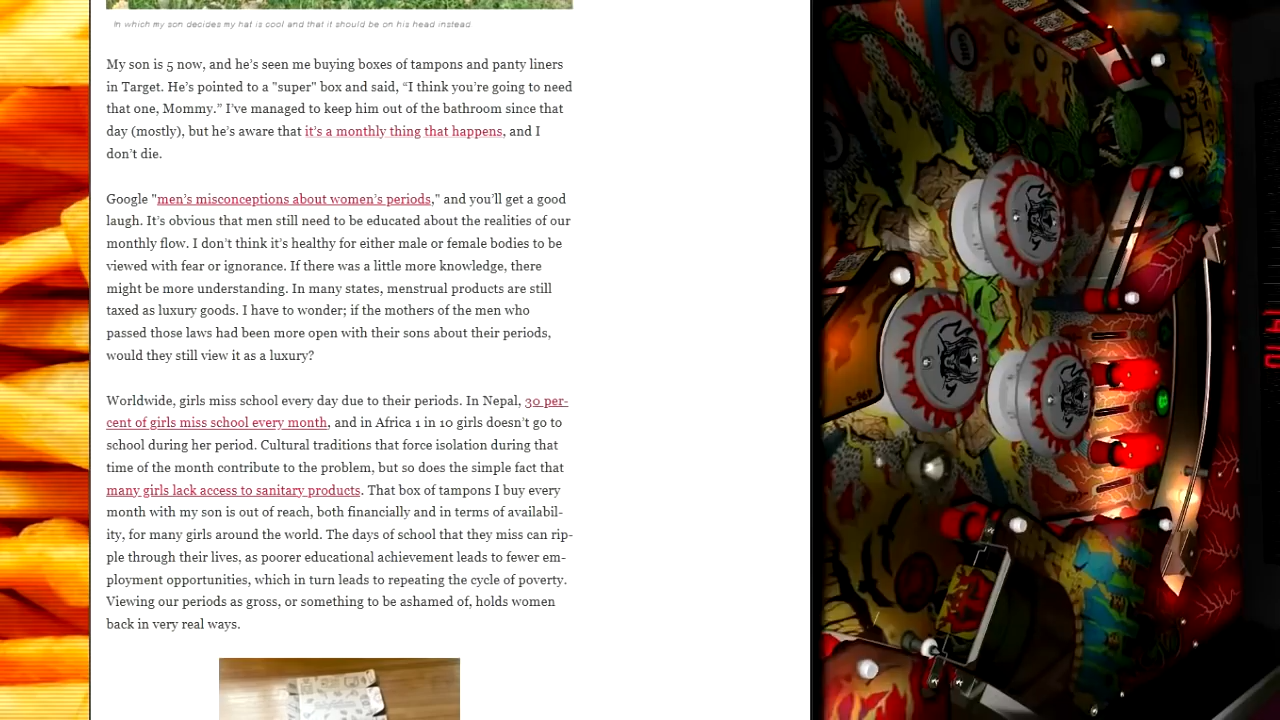 In which my son decides my hat is cool and that it should be on his head instead
My son is 5 now, and he's seen me buying boxes of tampons and panty liners
in Target. He's pointed to a "super" box and said, “I think you're going to need
that one, Mommy.” I've managed to keep him out of the bathroom since that
day (mostly), but he's aware that it's a monthly thing that happens, and I
don't die.
Google "men's misconceptions about women's periods," and you'll get a good
laugh. It's obvious that men still need to be educated about the realities of our
monthly flow. I don't think it's healthy for either male or female bodies to be
viewed with fear or ignorance. If there was a little more knowledge, there
might be more understanding. In many states, menstrual products are still
taxed as luxury goods. I have to wonder; if the mothers of the men who
passed those laws had been more open with their sons about their periods,
would they still view it as a luxury?
Worldwide, girls miss school every day due to their periods. In Nepal, 30 per-
cent of girls miss school every month, and in Africa 1 in 10 girls doesn't go to
school during her period. Cultural traditions that force isolation during that
time of the month contribute to the problem, but so does the simple fact that
many girls lack access to sanitary products. That box of tampons I buy every
month with my son is out of reach, both financially and in terms of availabil-
ity, for many girls around the world. The days of school that they miss can rip-
ple through their lives, as poorer educational achievement leads to fewer em-
ployment opportunities, which in turn leads to repeating the cycle of poverty.
Viewing our periods as gross, or something to be ashamed of, holds women
back in very real ways.
GOR
PIT